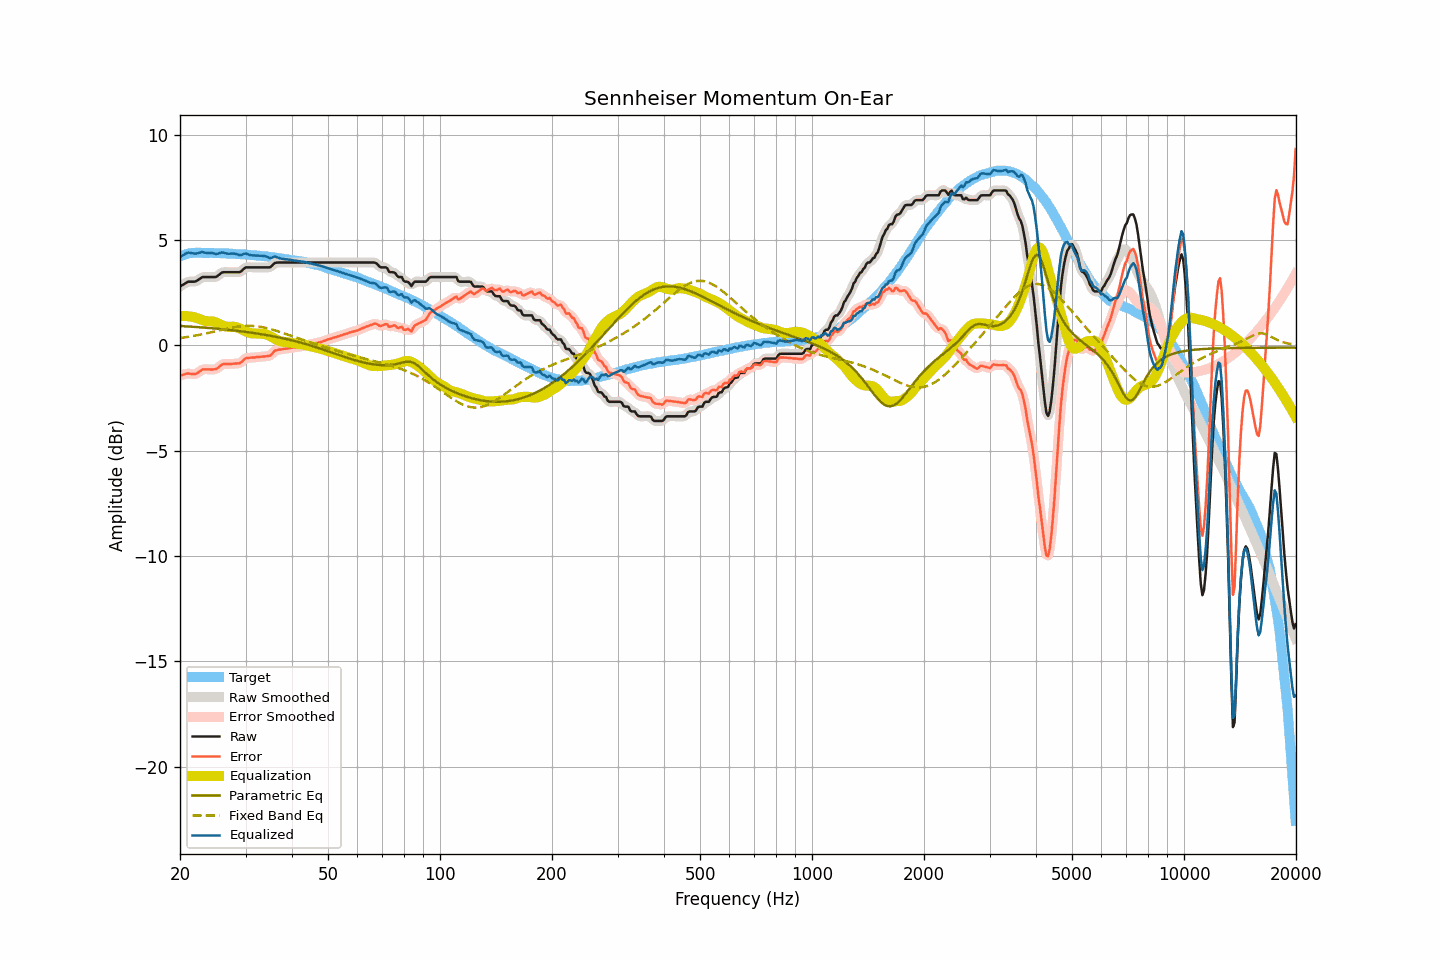 Sennheiser Momentum On-Ear
Amplitude (dBr)
10
5
0
−5
−10
−15
−20
Target
Raw Smoothed
Error Smoothed
Raw
Error
Equalization
Parametric Eq
Fixed Band Eq
Equalized
20 50 100 200 500 1000 2000 5000 10000 20000
Frequency (Hz)